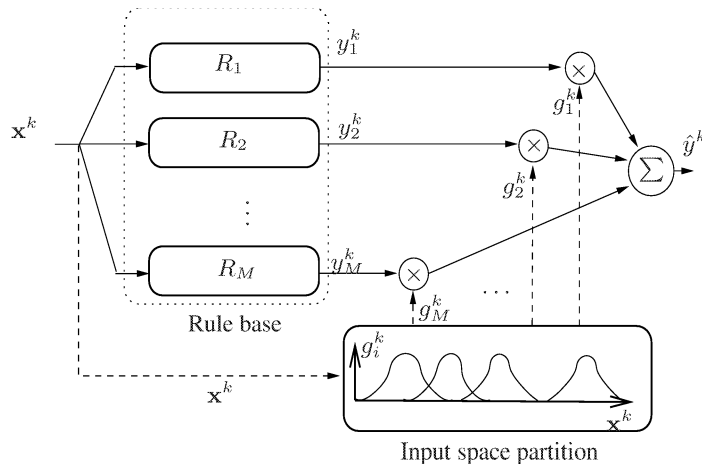 x^k
R_1
y_1^k
×
g_1^k
R_2
y_2^k
×
g_2^k
Σ
ŷ^k
⋮
R_M
y_M^k
×
g_M^k
...
Rule base
g_i^k
x^k
x^k
Input space partition